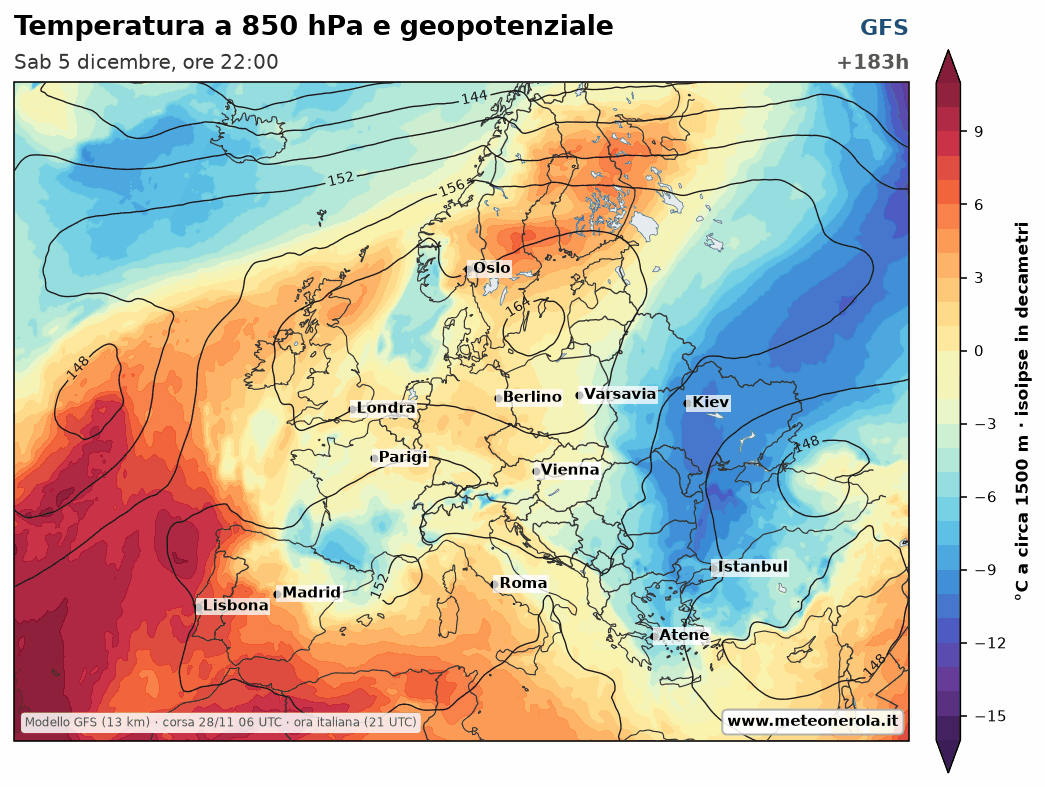 Temperatura a 850 hPa e geopotenziale
GFS
Sab 5 dicembre, ore 22:00
+183h
144
152
156
Oslo
164
148
Berlino
Varsavia
Kiev
Londra
148
Parigi
Vienna
Istanbul
152
Madrid
Roma
Lisbona
Atene
148
Modello GFS (13 km) · corsa 28/11 06 UTC · ora italiana (21 UTC)
www.meteonerola.it
9
6
3
0
−3
−6
−9
−12
−15
°C a circa 1500 m · isoipse in decametri